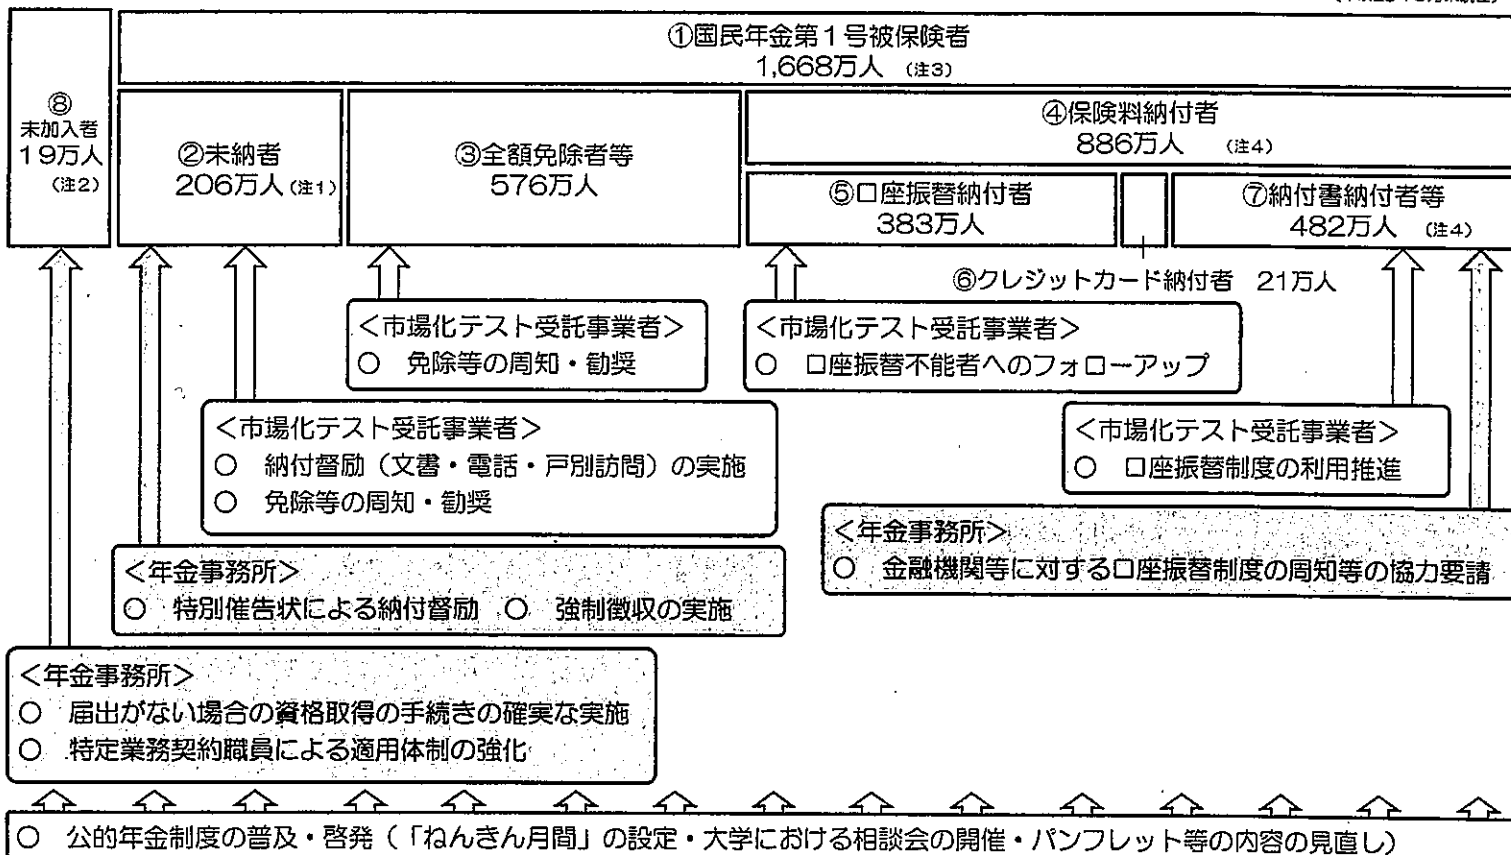 ①国民年金第1号被保険者
1,668万人 (注3)
⑧
未加入者
19万人
(注2)
②未納者
206万人(注1)
③全額免除者等
576万人
④保険料納付者
886万人 (注4)
⑤口座振替納付者
383万人
⑦納付書納付者等
482万人 (注4)
⑥クレジットカード納付者 21万人
<市場化テスト受託事業者>
○ 免除等の周知・勧奨
<市場化テスト受託事業者>
○ 口座振替不能者へのフォローアップ
<市場化テスト受託事業者>
○ 納付督励(文書・電話・戸別訪問)の実施
○ 免除等の周知・勧奨
<市場化テスト受託事業者>
○ 口座振替制度の利用推進
<年金事務所>
○ 金融機関等に対する口座振替制度の周知等の協力要請
<年金事務所>
○ 特別催告状による納付督励 ○ 強制徴収の実施
<年金事務所>
○ 届出がない場合の資格取得の手続きの確実な実施
○ 特定業務契約職員による適用体制の強化
○ 公的年金制度の普及・啓発(「ねんきん月間」の設定・大学における相談会の開催・パンフレット等の内容の見直し)